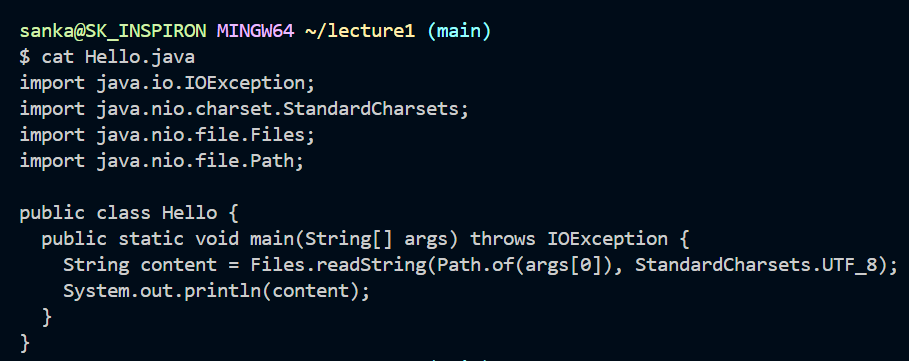 sanka@SK_INSPIRON MINGW64 ~/lecture1 (main)
$ cat Hello.java
import java.io.IOException;
import java.nio.charset.StandardCharsets;
import java.nio.file.Files;
import java.nio.file.Path;

public class Hello {
  public static void main(String[] args) throws IOException {
    String content = Files.readString(Path.of(args[0]), StandardCharsets.UTF_8);
    System.out.println(content);
  }
}